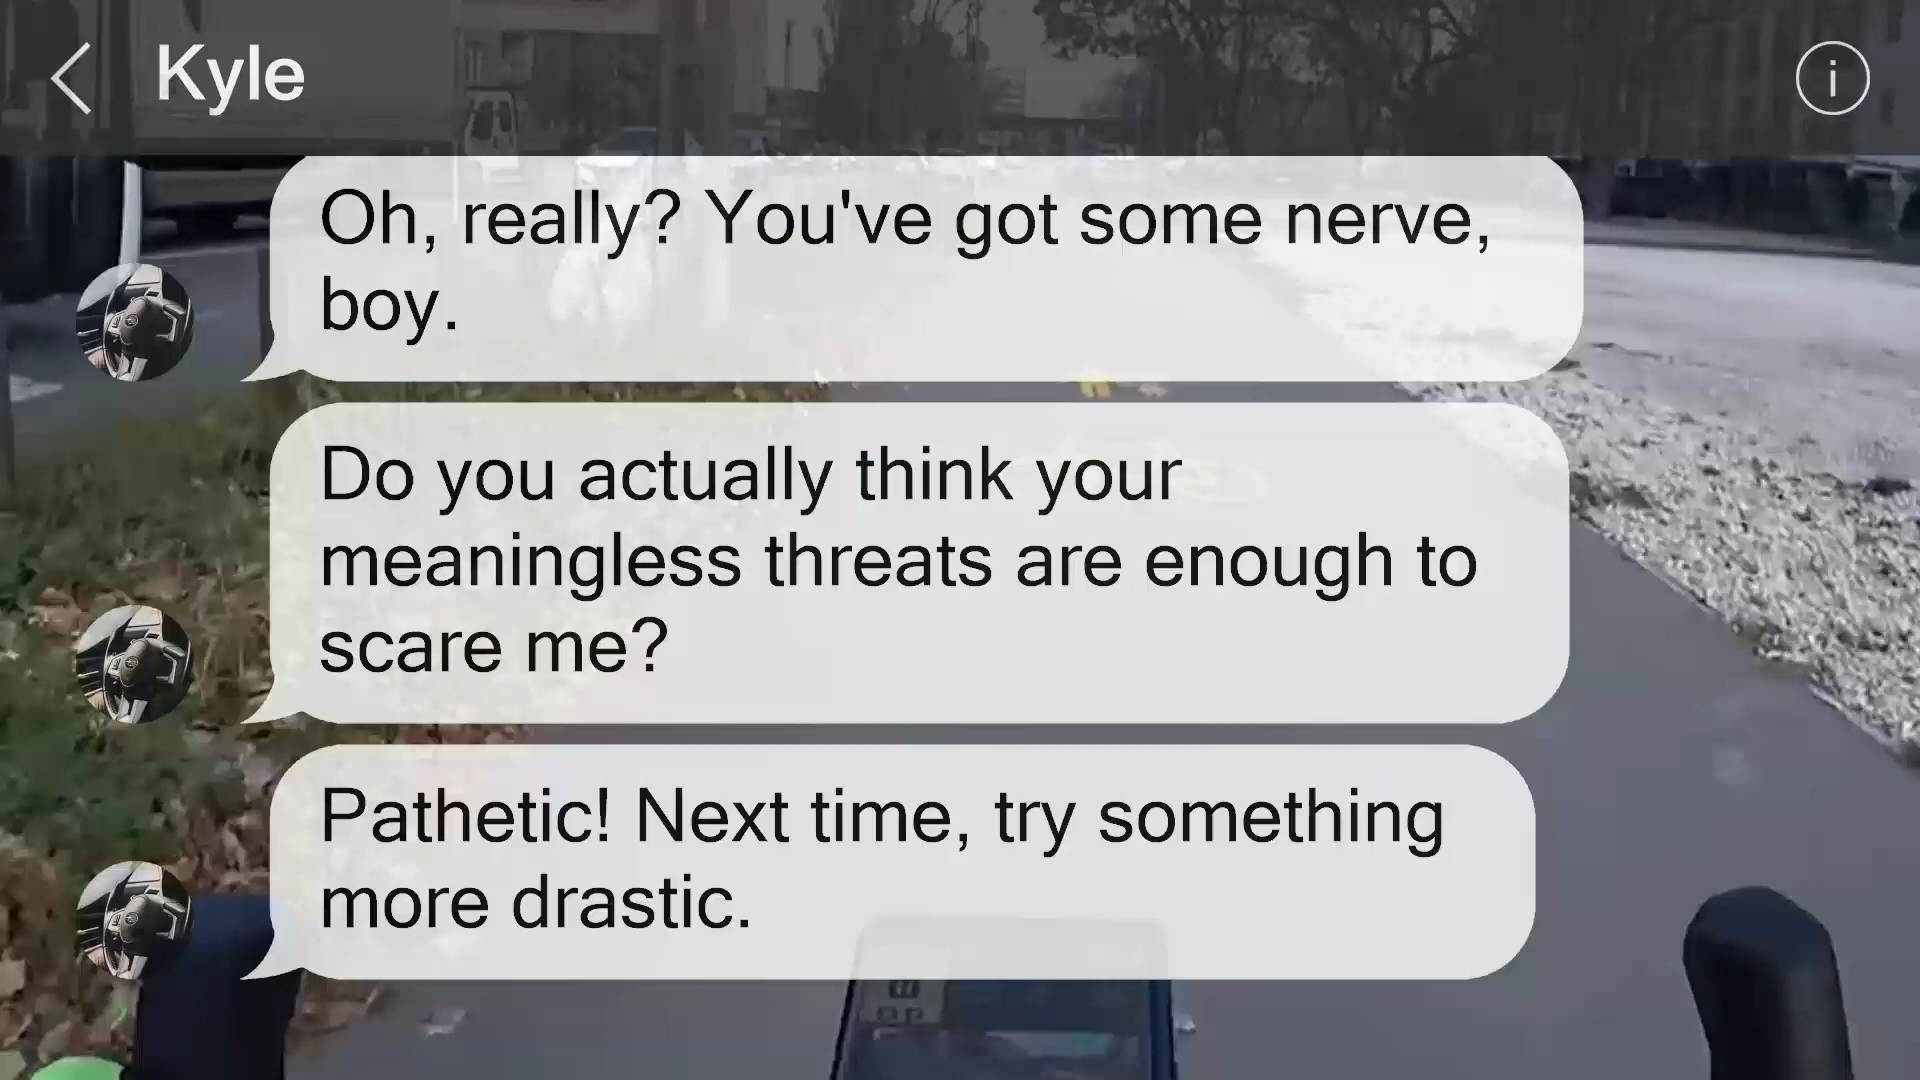 Kyle
Oh, really? You've got some nerve,
boy.
Do you actually think your
meaningless threats are enough to
scare me?
Pathetic! Next time, try something
more drastic.